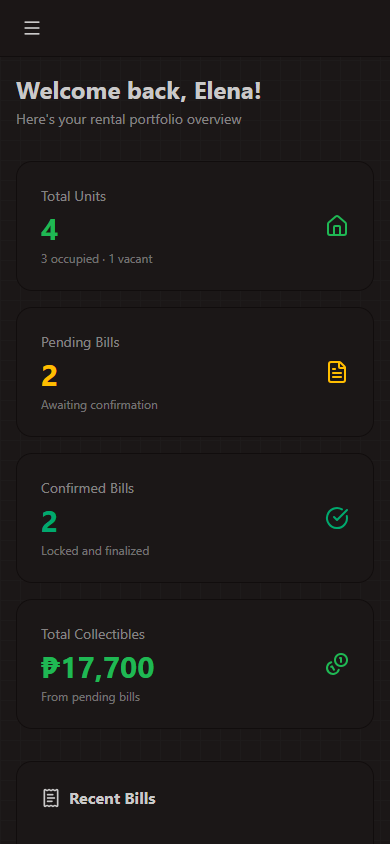 Welcome back, Elena!
Here's your rental portfolio overview
Total Units
4
3 occupied · 1 vacant
Pending Bills
2
Awaiting confirmation
Confirmed Bills
2
Locked and finalized
Total Collectibles
₱17,700
From pending bills
Recent Bills